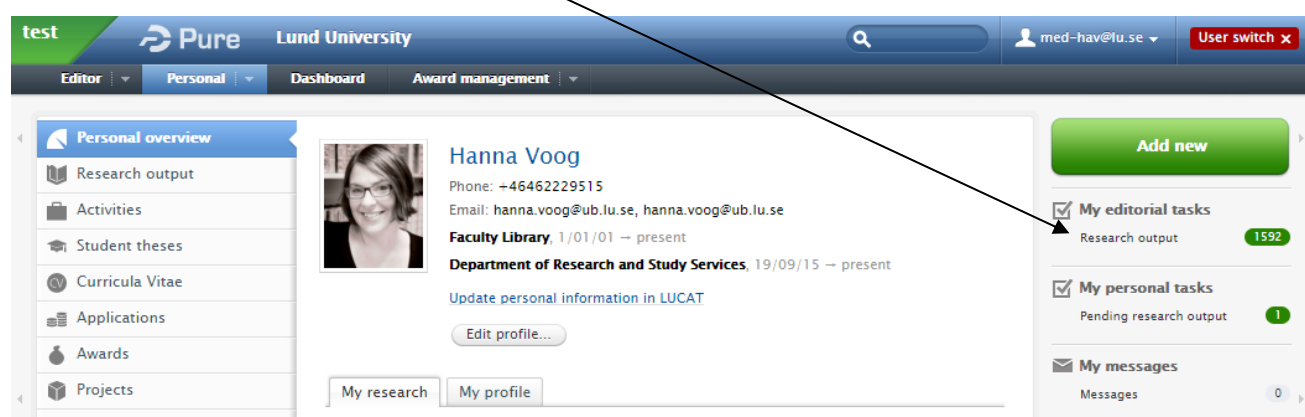 test
Pure
Lund University
med-hav@lu.se
User switch x
Editor
Personal
Dashboard
Award management
Personal overview
Research output
Activities
Student theses
CV Curricula Vitae
Applications
Awards
Projects
Hanna Voog
Phone: +46462229515
Email: hanna.voog@ub.lu.se, hanna.voog@ub.lu.se
Faculty Library, 1/01/01 → present
Department of Research and Study Services, 19/09/15 → present
Update personal information in LUCAT
Edit profile...
My research
My profile
Add new
My editorial tasks
Research output 1592
My personal tasks
Pending research output 1
My messages
Messages 0